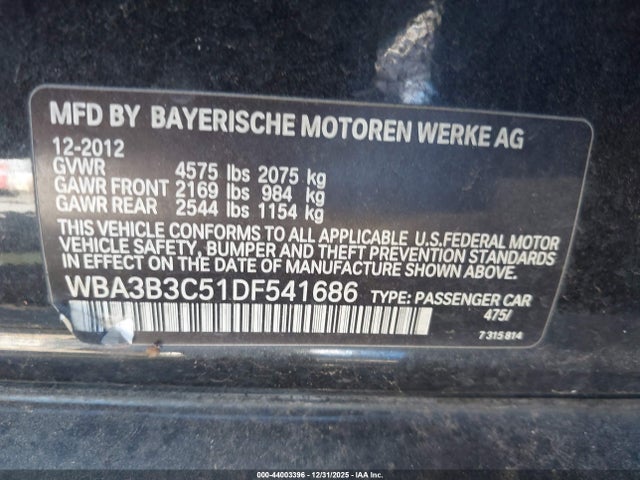 MFD BY BAYERISCHE MOTOREN WERKE AG
12-2012
GVWR 4575 lbs 2075 kg
GAWR FRONT 2169 lbs 984 kg
GAWR REAR 2544 lbs 1154 kg
THIS VEHICLE CONFORMS TO ALL APPLICABLE U.S.FEDERAL MOTOR
VEHICLE SAFETY, BUMPER AND THEFT PREVENTION STANDARDS
IN EFFECT ON THE DATE OF MANUFACTURE SHOWN ABOVE.
WBA3B3C51DF541686 TYPE: PASSENGER CAR
475/
7 315 814
000-44003396 - 12/31/2025 - IAA Inc.